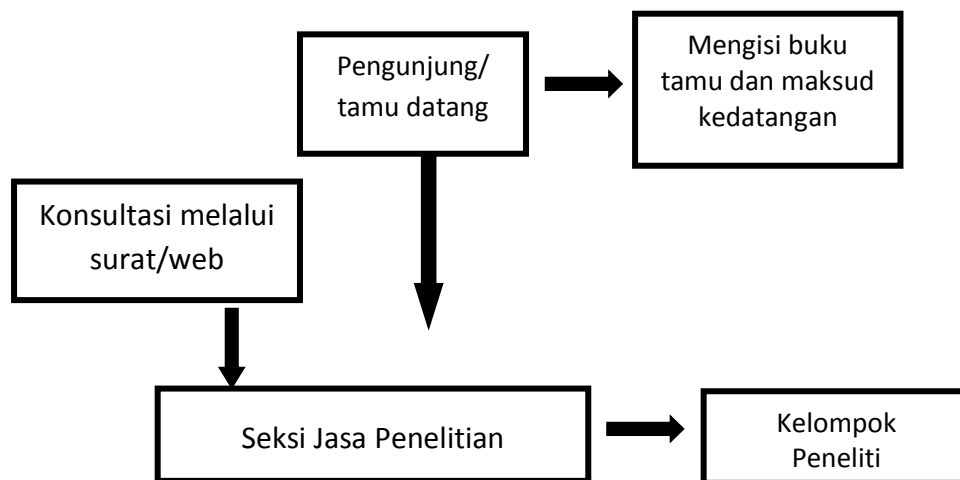 Pengunjung/
tamu datang
Mengisi buku
tamu dan maksud
kedatangan
Konsultasi melalui
surat/web
Seksi Jasa Penelitian
Kelompok
Peneliti